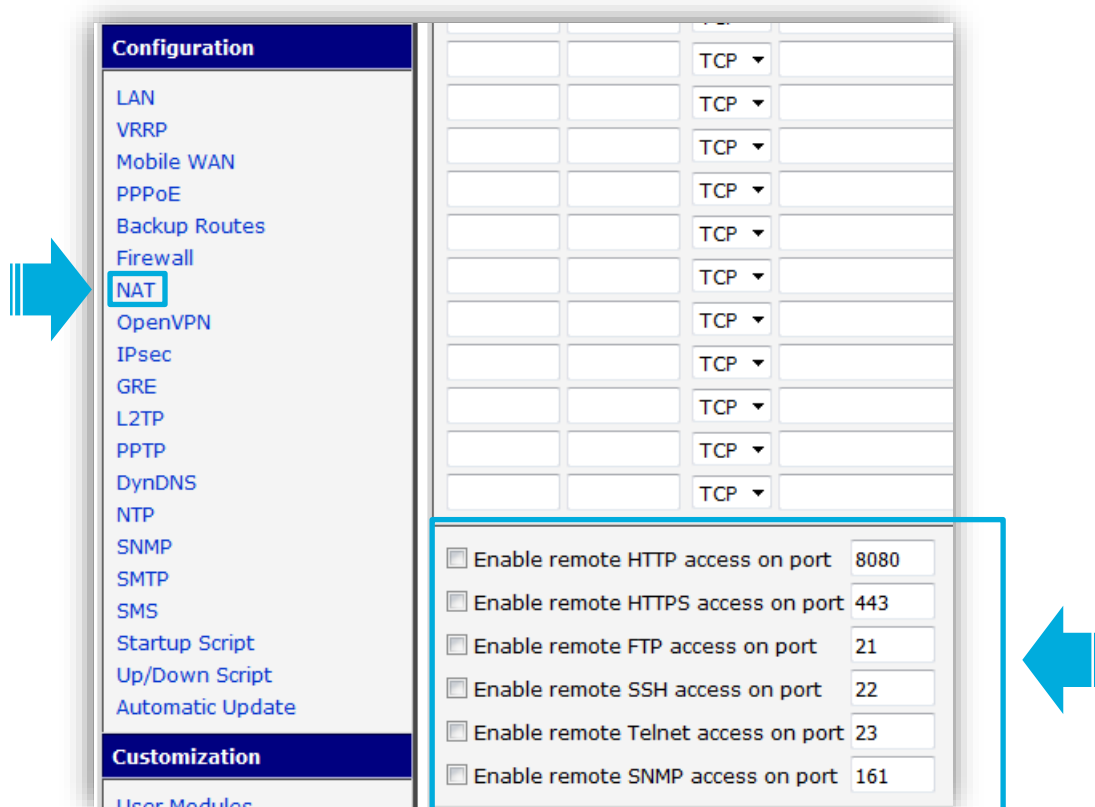 Configuration
LAN
VRRP
Mobile WAN
PPPoE
Backup Routes
Firewall
NAT
OpenVPN
IPsec
GRE
L2TP
PPTP
DynDNS
NTP
SNMP
SMTP
SMS
Startup Script
Up/Down Script
Automatic Update
Customization
User Modules
TCP
TCP
TCP
TCP
TCP
TCP
TCP
TCP
TCP
TCP
TCP
Enable remote HTTP access on port 8080
Enable remote HTTPS access on port 443
Enable remote FTP access on port 21
Enable remote SSH access on port 22
Enable remote Telnet access on port 23
Enable remote SNMP access on port 161